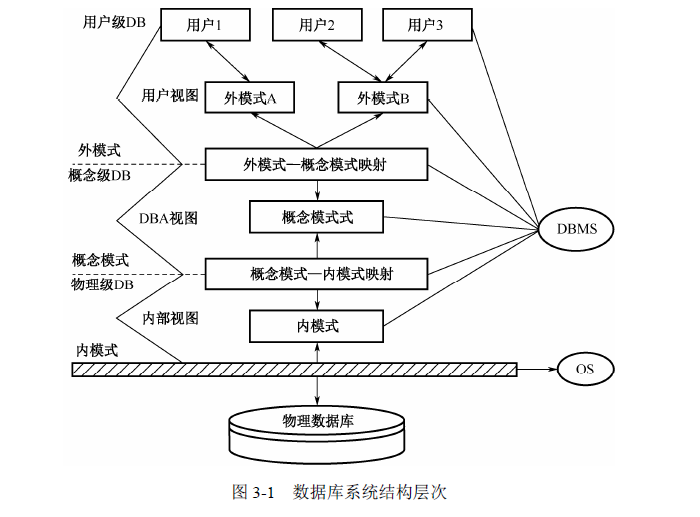 用户级DB
用户1
用户2
用户3
用户视图
外模式A
外模式B
外模式
概念级DB
外模式—概念模式映射
DBA视图
概念模式式
DBMS
概念模式
物理级DB
概念模式—内模式映射
内部视图
内模式
内模式
OS
物理数据库
图 3-1 数据库系统结构层次